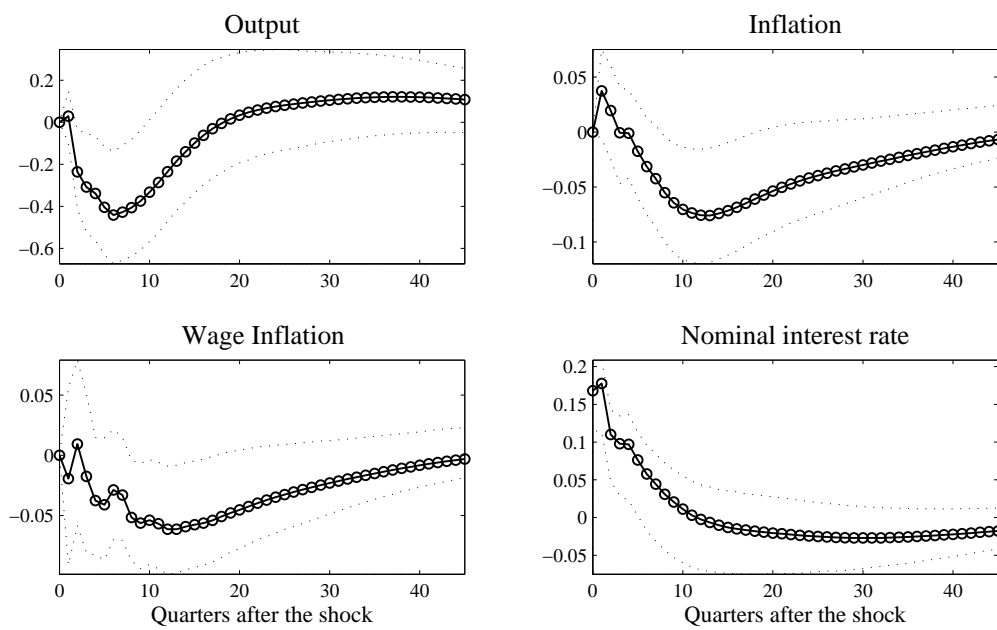 Output
0.2
0
−0.2
−0.4
−0.6
0 10 20 30 40
Inflation
0.05
0
−0.05
−0.1
0 10 20 30 40
Wage Inflation
0.05
0
−0.05
0 10 20 30 40
Quarters after the shock
Nominal interest rate
0.2
0.15
0.1
0.05
0
−0.05
0 10 20 30 40
Quarters after the shock